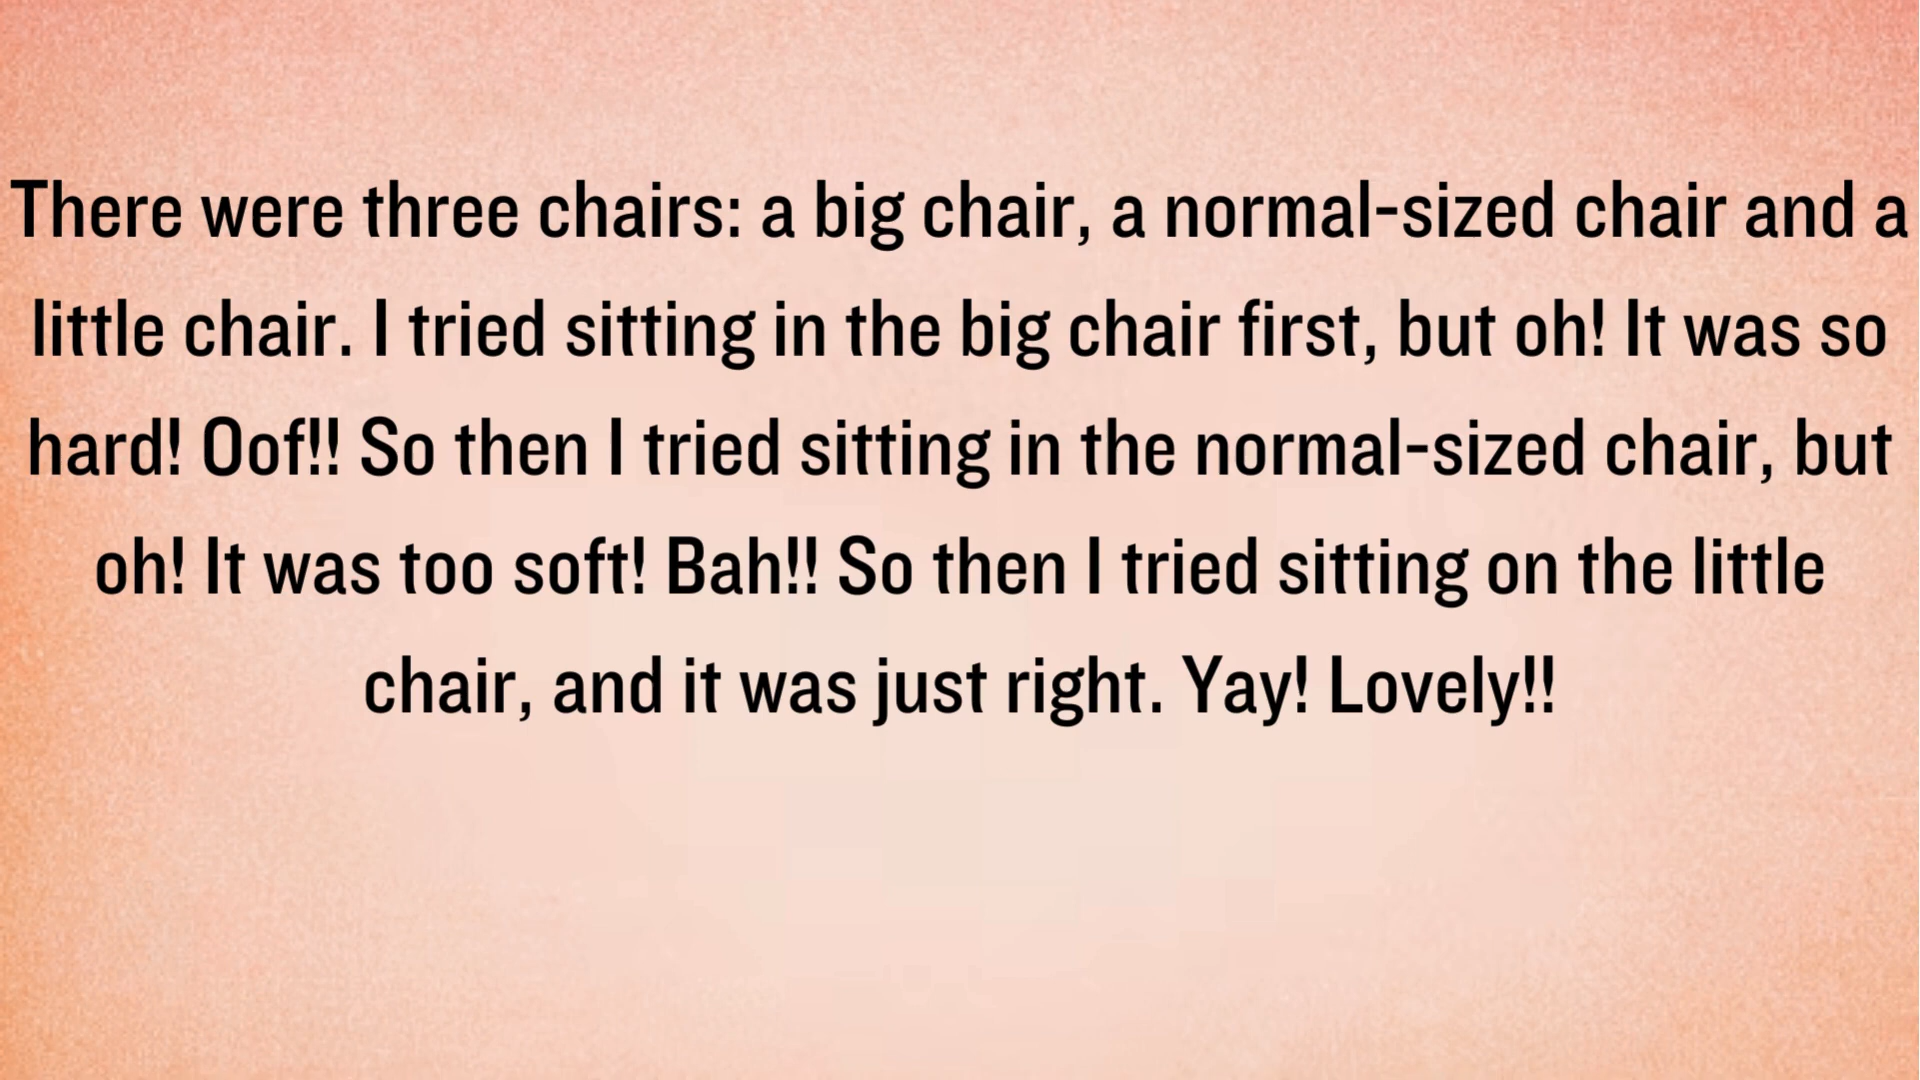 There were three chairs: a big chair, a normal-sized chair and a
little chair. I tried sitting in the big chair first, but oh! It was so
hard! Oof!! So then I tried sitting in the normal-sized chair, but
oh! It was too soft! Bah!! So then I tried sitting on the little
chair, and it was just right. Yay! Lovely!!